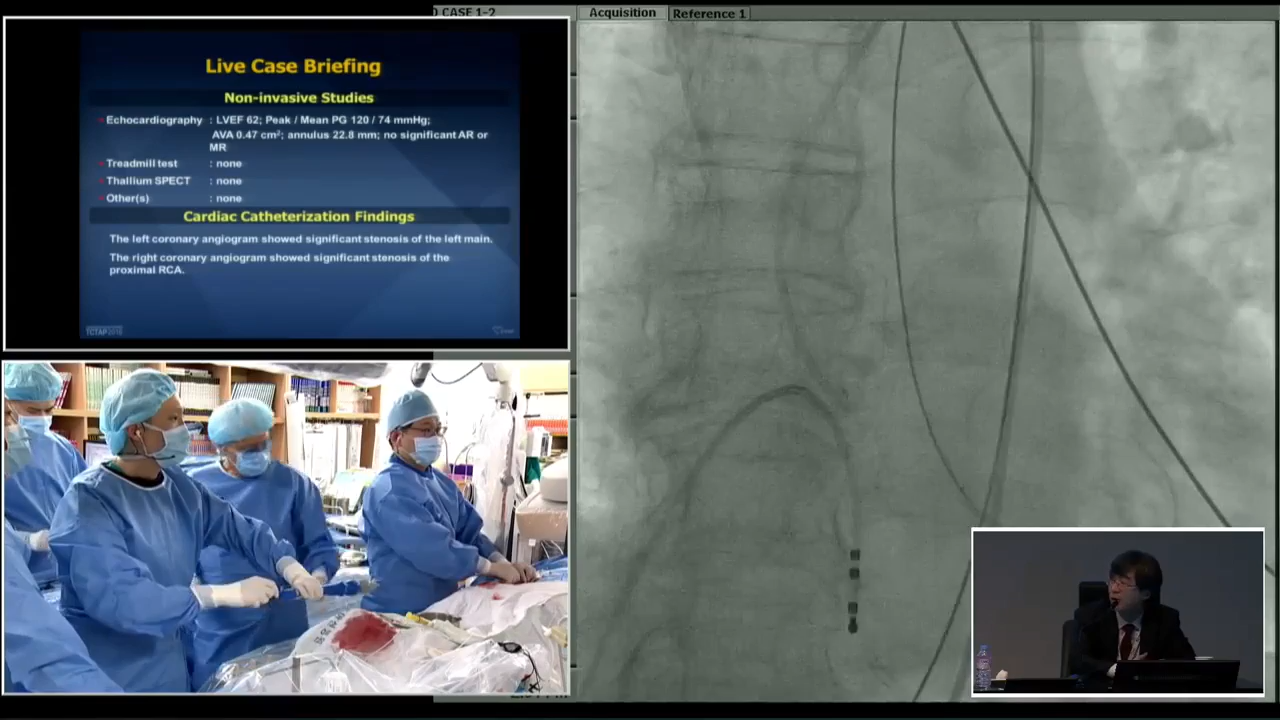 O CASE 1-2
Acquisition
Reference 1
Live Case Briefing
Non-invasive Studies
Echocardiography : LVEF 62; Peak / Mean PG 120 / 74 mmHg;
AVA 0.47 cm²; annulus 22.8 mm; no significant AR or
MR
Treadmill test : none
Thallium SPECT : none
Other(s) : none
Cardiac Catheterization Findings
The left coronary angiogram showed significant stenosis of the left main.
The right coronary angiogram showed significant stenosis of the
proximal RCA.
TCTAP2016